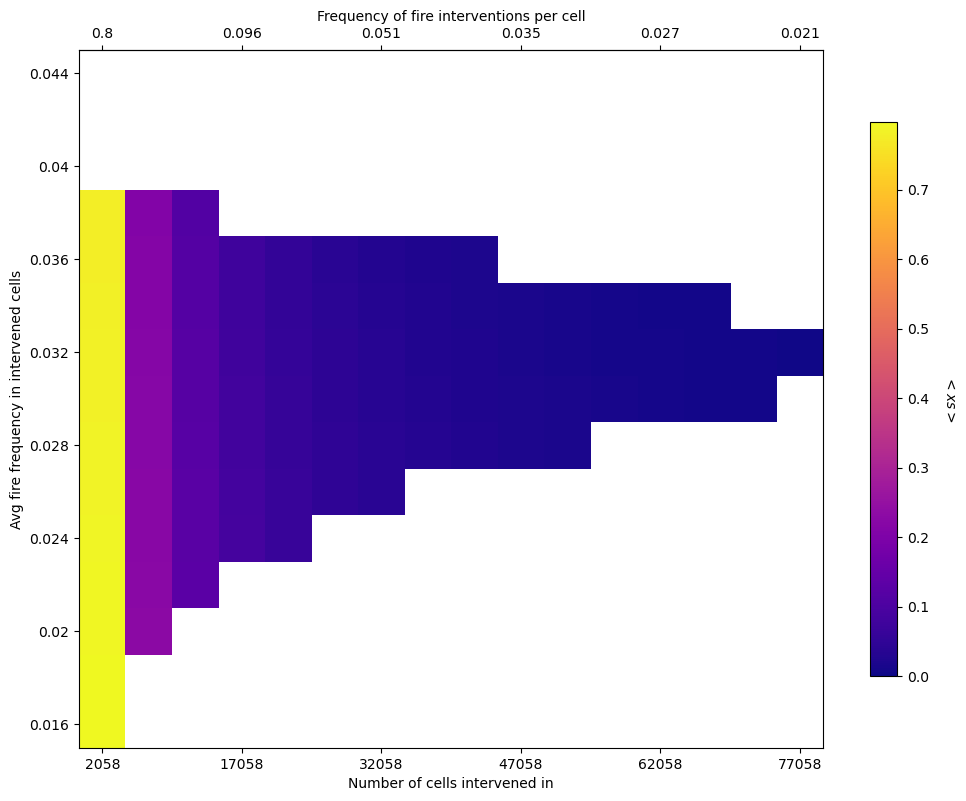 Frequency of fire interventions per cell
0.8 0.096 0.051 0.035 0.027 0.021
Avg fire frequency in intervened cells
0.044
0.04
0.036
0.032
0.028
0.024
0.02
0.016
2058 17058 32058 47058 62058 77058
Number of cells intervened in
0.7
0.6
0.5
0.4
0.3
0.2
0.1
0.0
< xs >